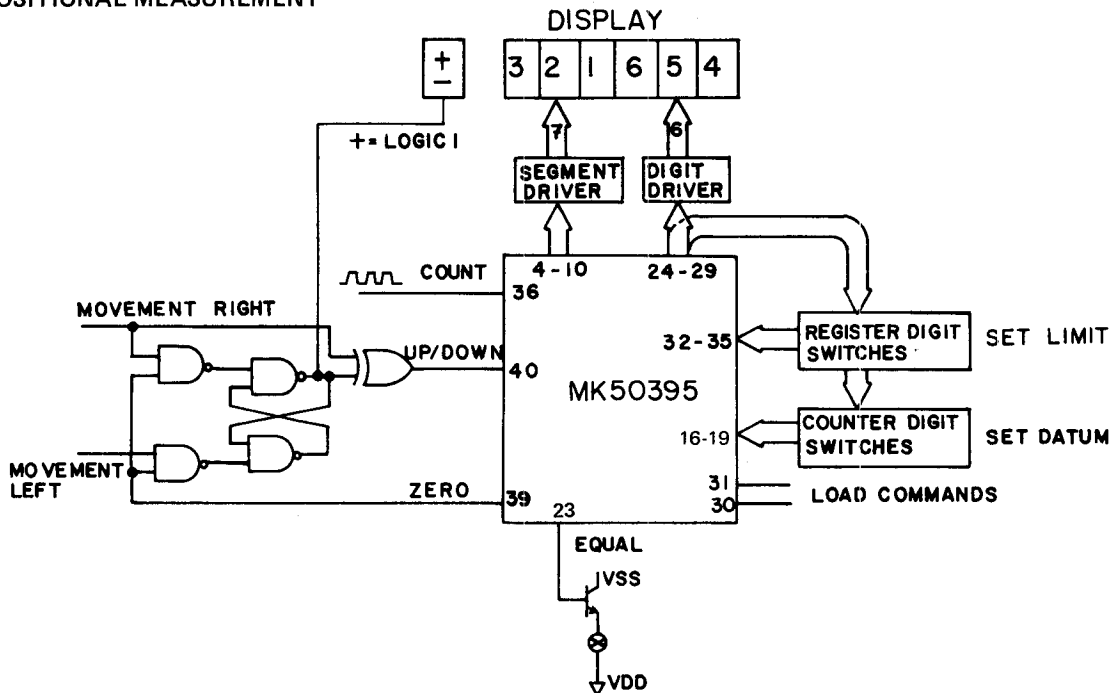 POSITIONAL MEASUREMENT
DISPLAY
+
−
3 2 1 6 5 4
+ = LOGIC 1
7
6
SEGMENT
DRIVER
DIGIT
DRIVER
4 - 10
24 - 29
COUNT
36
MOVEMENT RIGHT
UP/DOWN
40
32 - 35
REGISTER DIGIT
SWITCHES
SET LIMIT
MK50395
16-19
COUNTER DIGIT
SWITCHES
SET DATUM
MOVEMENT
LEFT
ZERO
39
31
30
LOAD COMMANDS
23
EQUAL
VSS
VDD